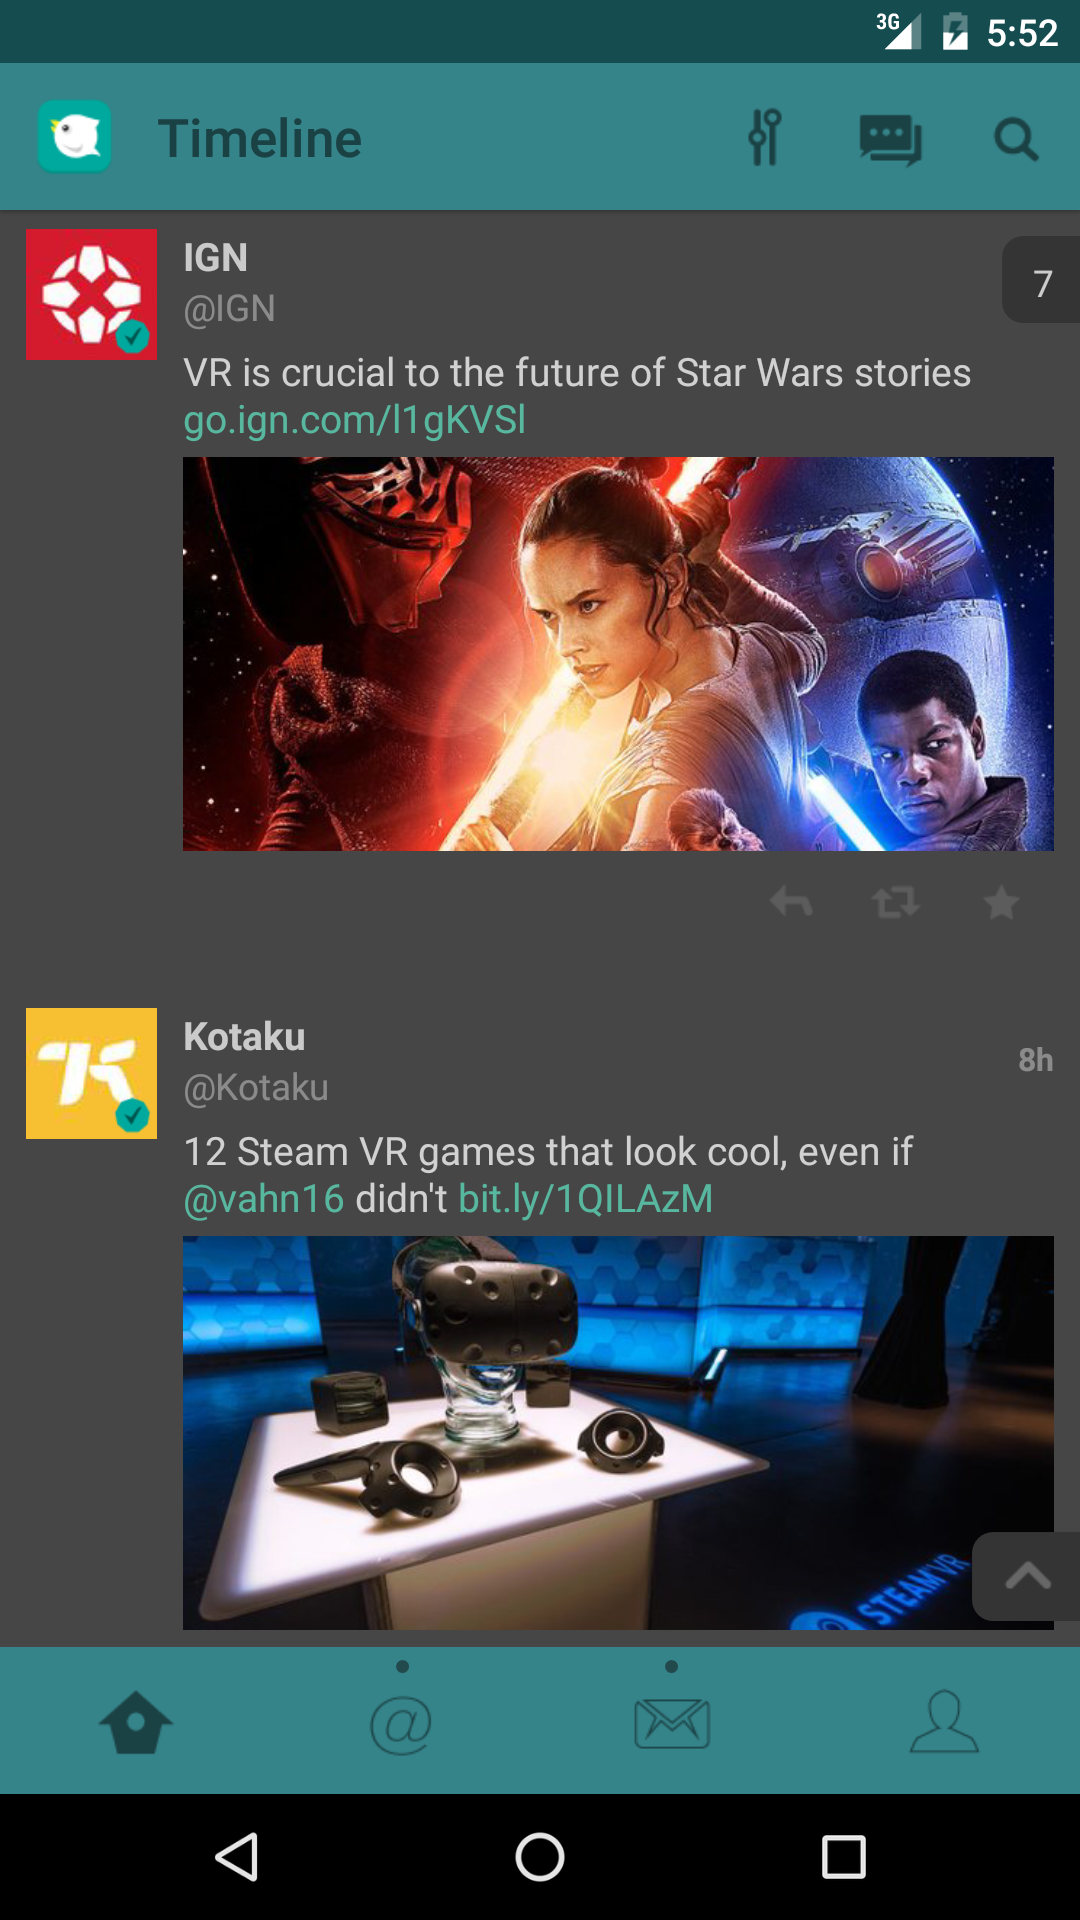 3G 5:52
Timeline
IGN
@IGN
7
VR is crucial to the future of Star Wars stories
go.ign.com/l1gKVSl
Kotaku
@Kotaku
8h
12 Steam VR games that look cool, even if
@vahn16 didn't bit.ly/1QILAzM
STEAM VR
@